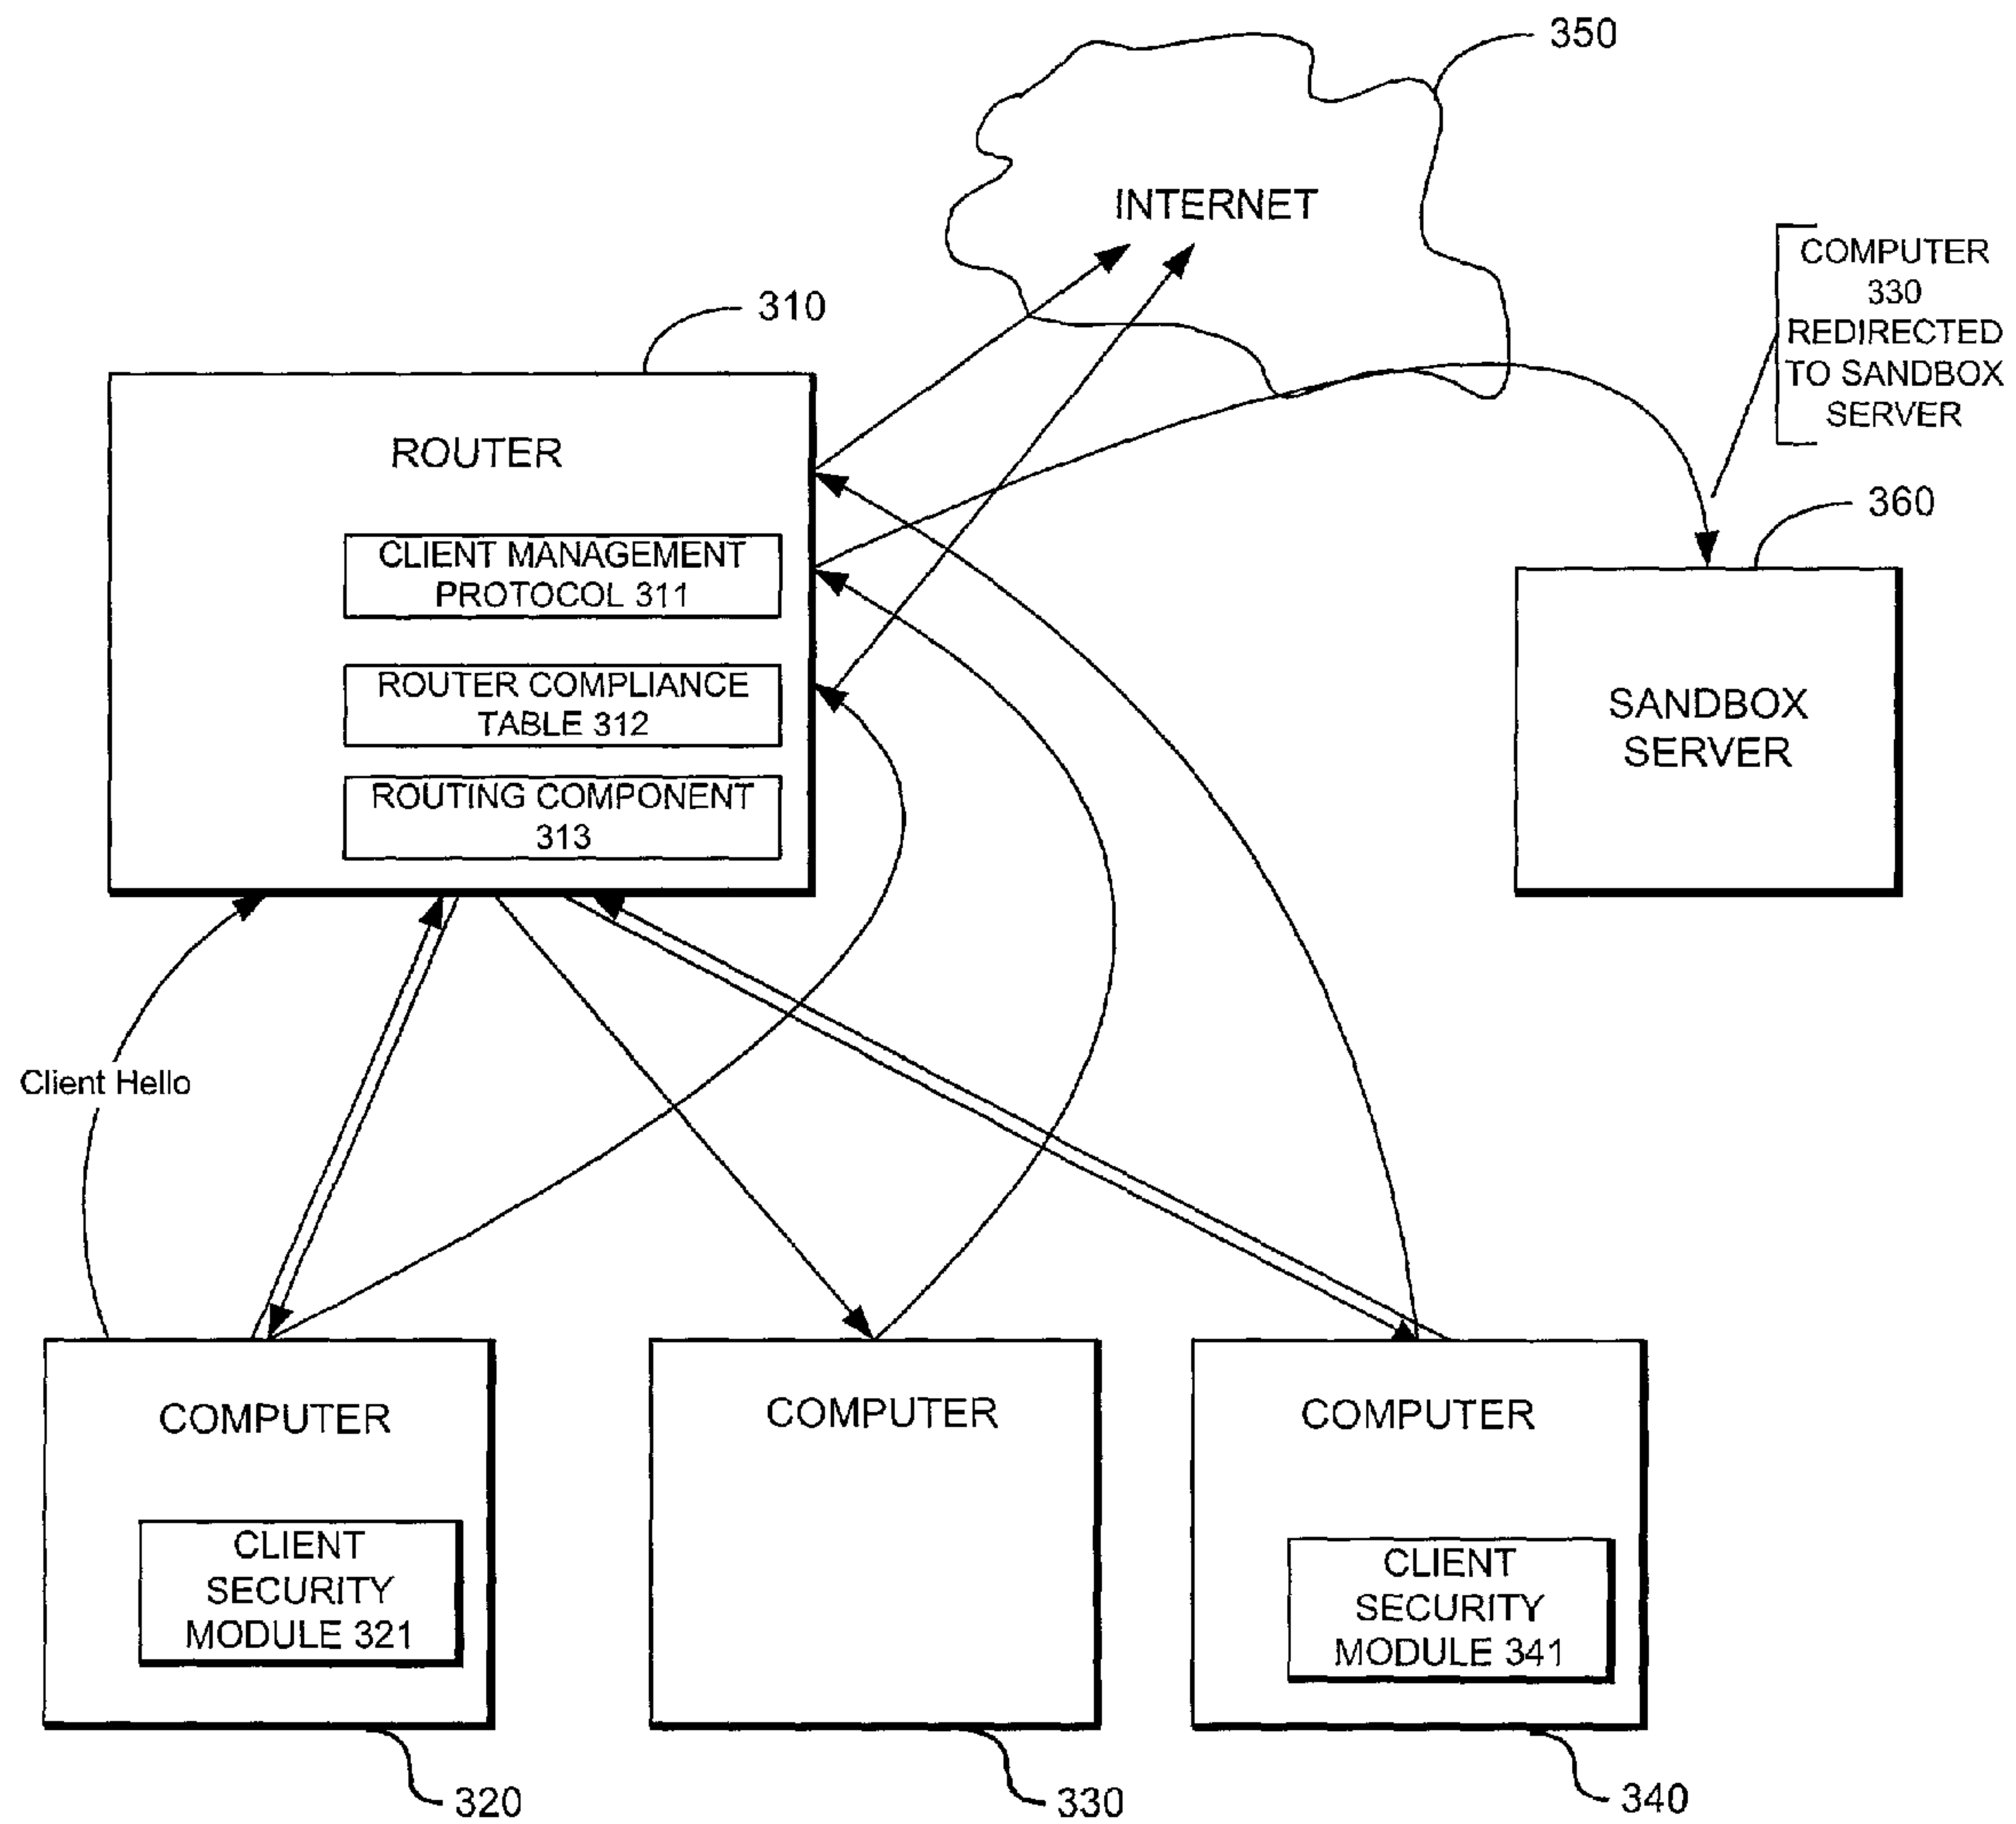 350
INTERNET
COMPUTER
330
REDIRECTED
TO SANDBOX
SERVER
310
ROUTER
360
CLIENT MANAGEMENT
PROTOCOL 311
ROUTER COMPLIANCE
TABLE 312
ROUTING COMPONENT
313
SANDBOX
SERVER
Client Hello
COMPUTER
CLIENT
SECURITY
MODULE 321
320
COMPUTER
330
COMPUTER
CLIENT
SECURITY
MODULE 341
340